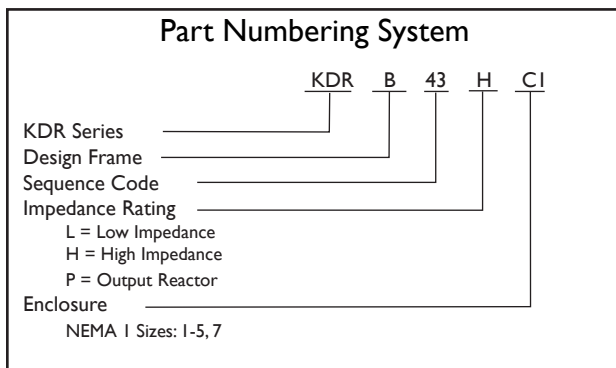 Part Numbering System
KDR B 43 H C1
KDR Series
Design Frame
Sequence Code
Impedance Rating
L = Low Impedance
H = High Impedance
P = Output Reactor
Enclosure
NEMA 1 Sizes: 1-5, 7